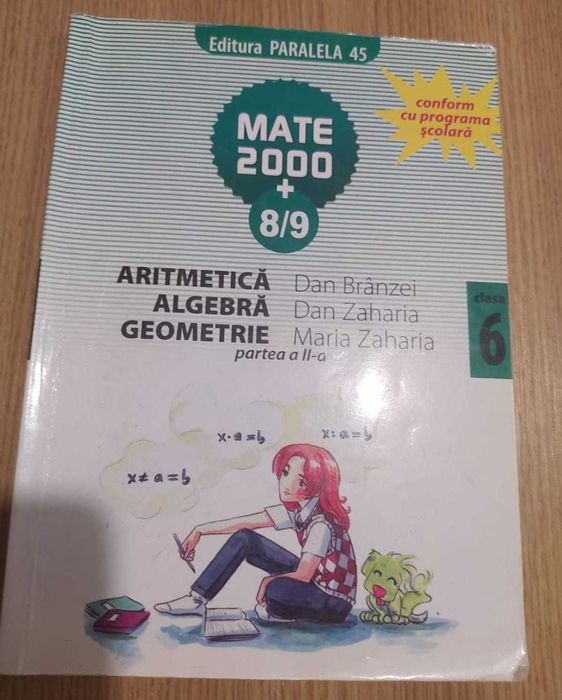 Editura PARALELA 45
conform
cu programa
școlară
MATE
2000
+
8/9
ARITMETICĂ Dan Brânzei
ALGEBRĂ Dan Zaharia
GEOMETRIE Maria Zaharia
partea a II-a
clasa
6
x·a=b
x:a=b
x≠a=b